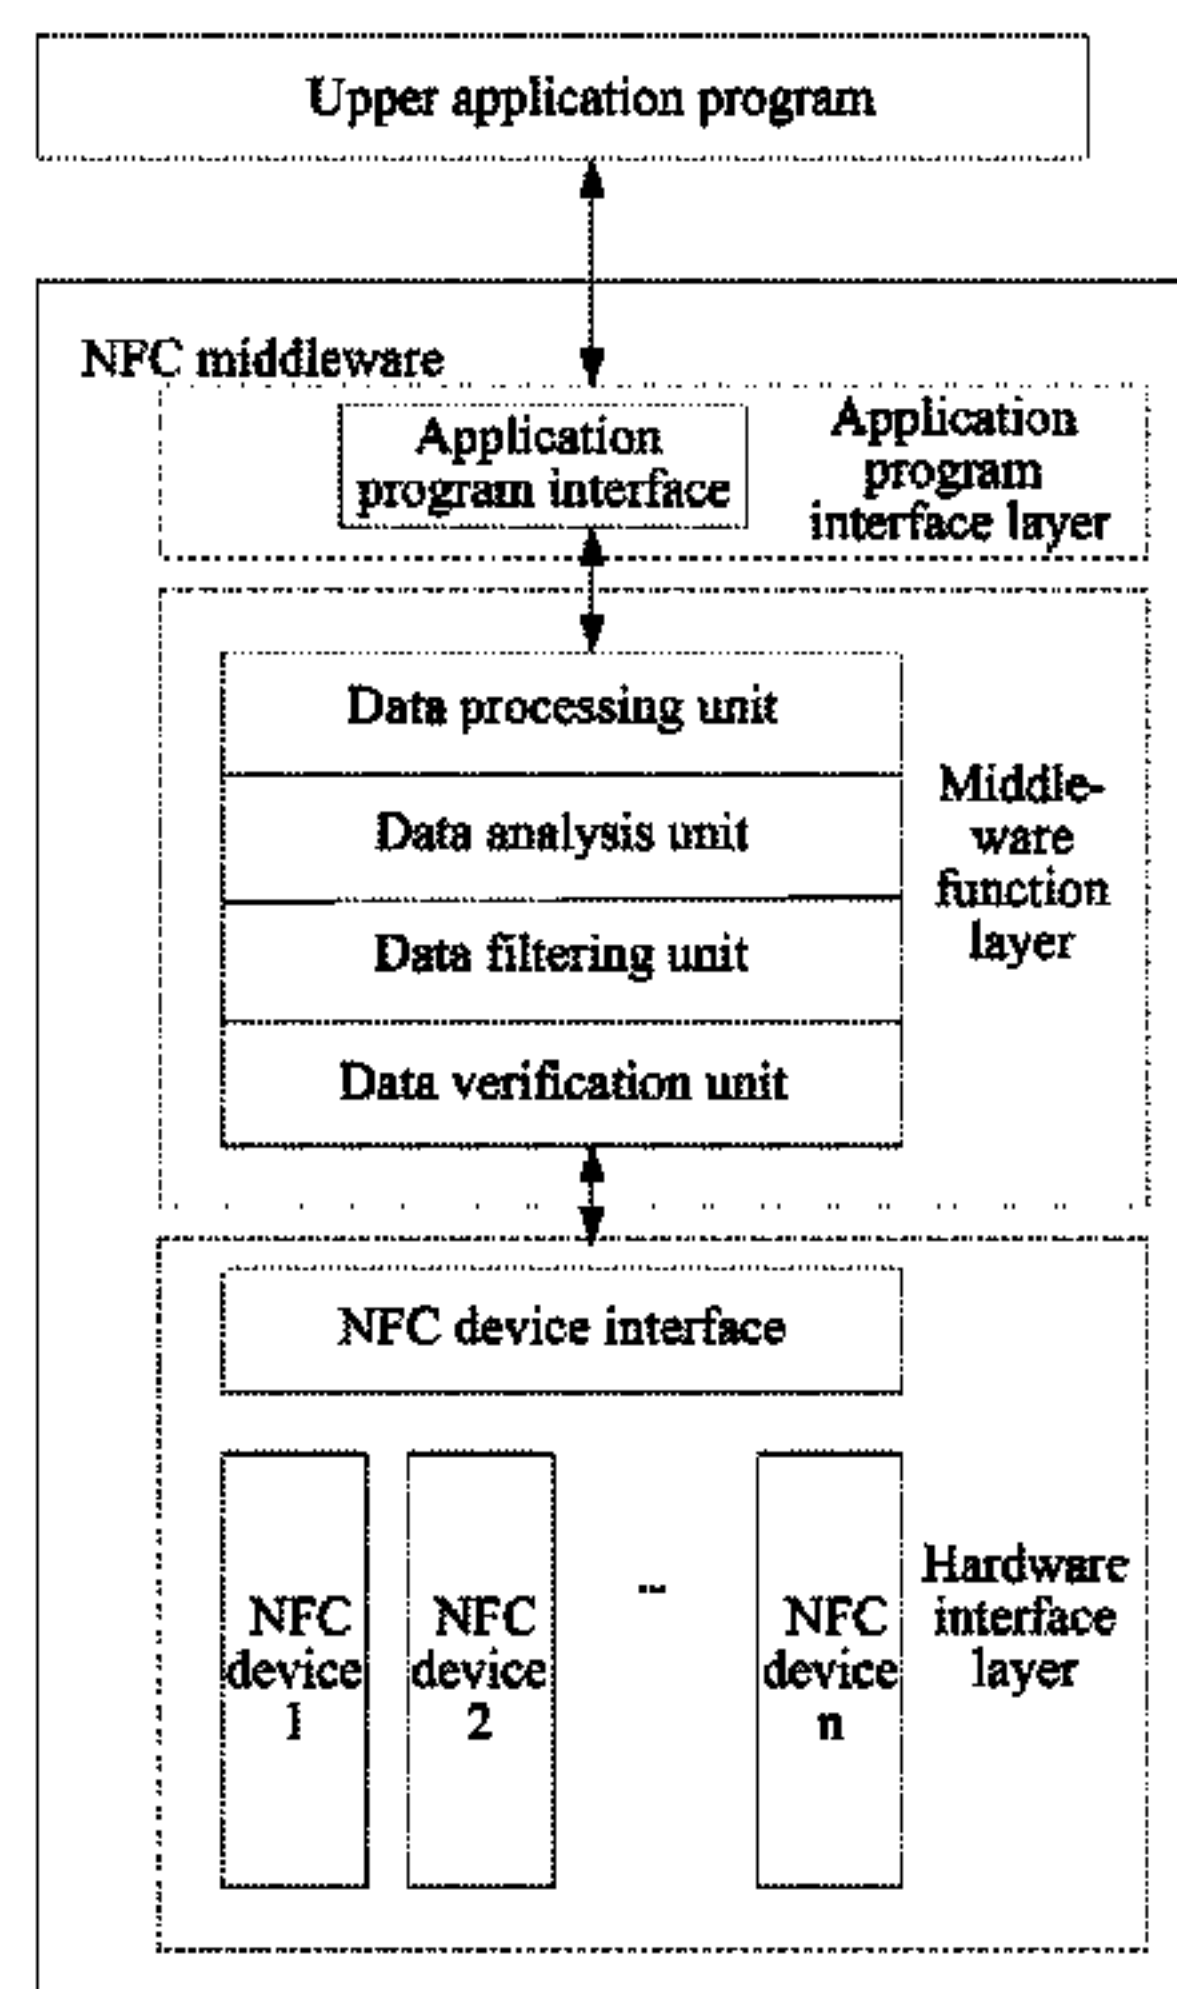 Upper application program
NFC middleware
Application
program interface
Application
program
interface layer
Data processing unit
Data analysis unit
Data filtering unit
Data verification unit
Middle-
ware
function
layer
NFC device interface
NFC
device
1
NFC
device
2
...
NFC
device
n
Hardware
interface
layer